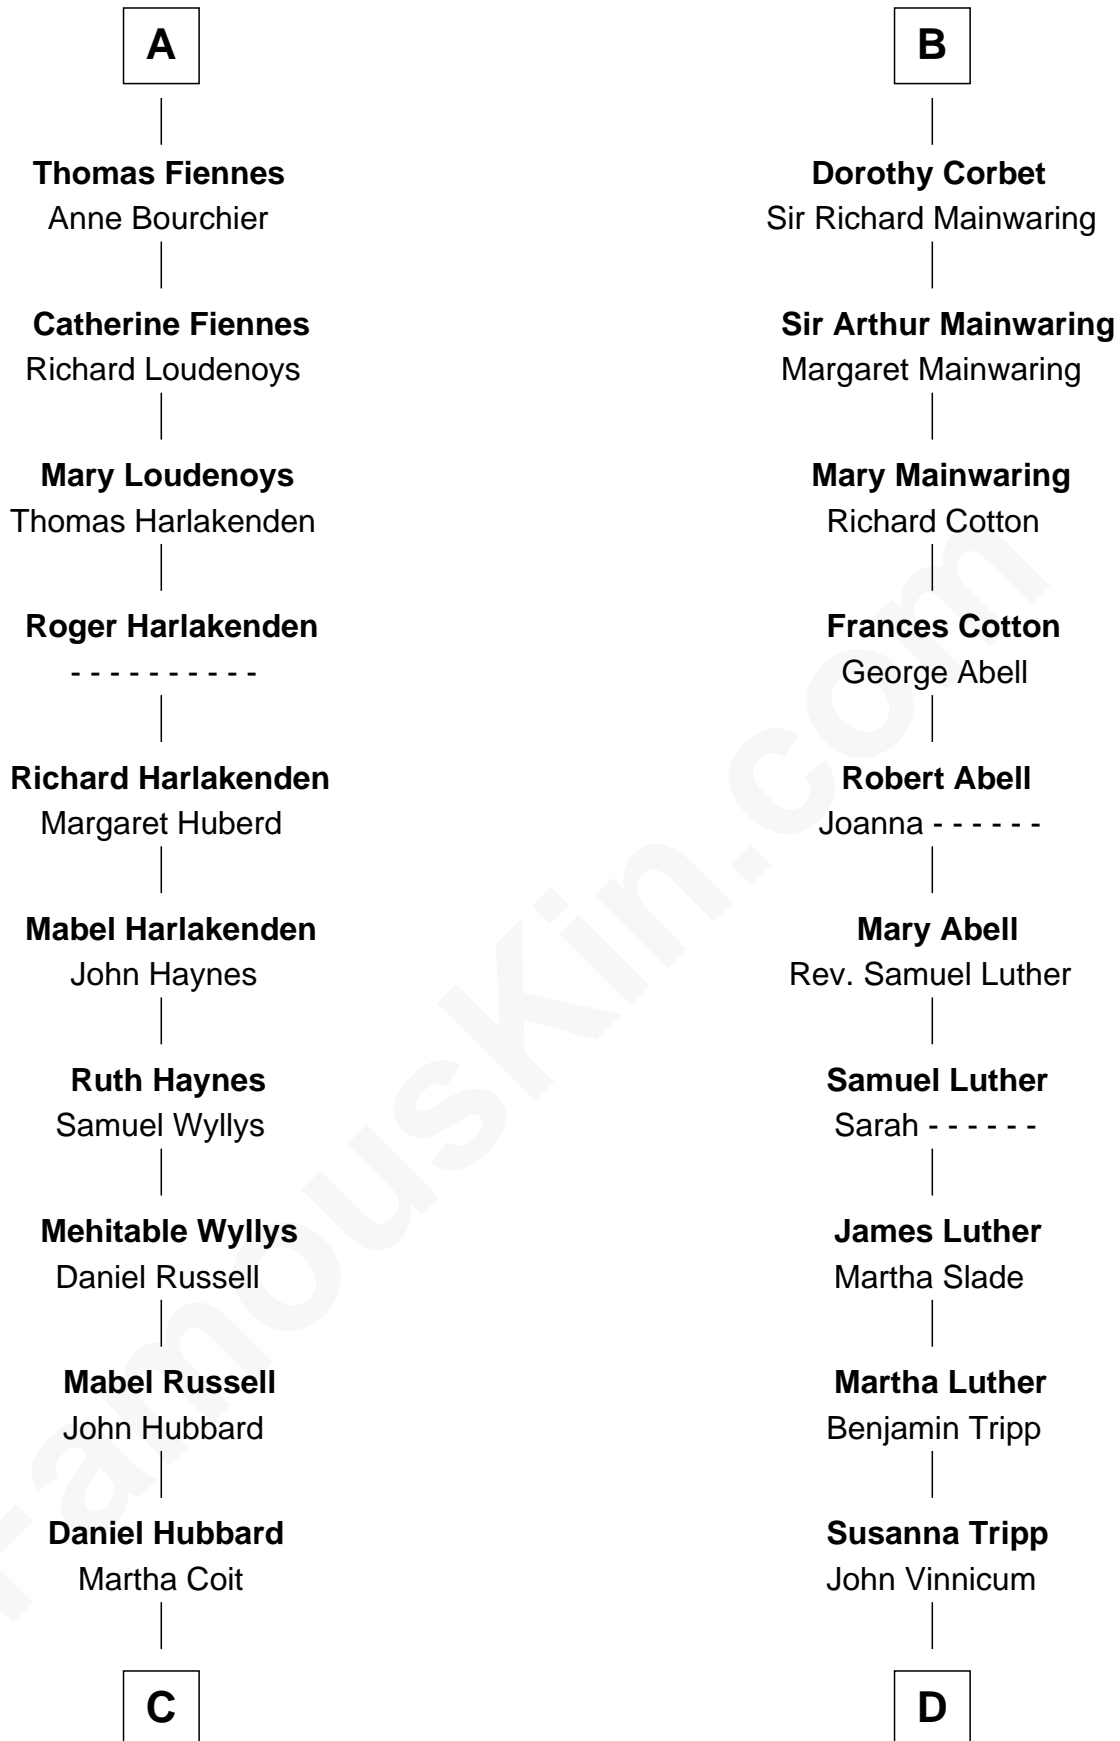 A
Thomas Fiennes
Anne Bourchier
Catherine Fiennes
Richard Loudenoys
Mary Loudenoys
Thomas Harlakenden
Roger Harlakenden
- - - - - - - - - -
Richard Harlakenden
Margaret Huberd
Mabel Harlakenden
John Haynes
Ruth Haynes
Samuel Wyllys
Mehitable Wyllys
Daniel Russell
Mabel Russell
John Hubbard
Daniel Hubbard
Martha Coit
C
B
Dorothy Corbet
Sir Richard Mainwaring
Sir Arthur Mainwaring
Margaret Mainwaring
Mary Mainwaring
Richard Cotton
Frances Cotton
George Abell
Robert Abell
Joanna - - - - - -
Mary Abell
Rev. Samuel Luther
Samuel Luther
Sarah - - - - - -
James Luther
Martha Slade
Martha Luther
Benjamin Tripp
Susanna Tripp
John Vinnicum
D
FamousKin.com